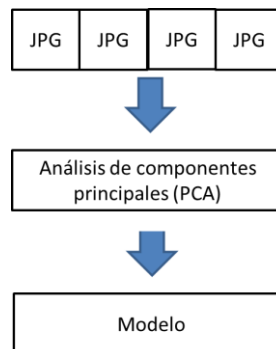 JPG JPG JPG JPG
Análisis de componentes
principales (PCA)
Modelo